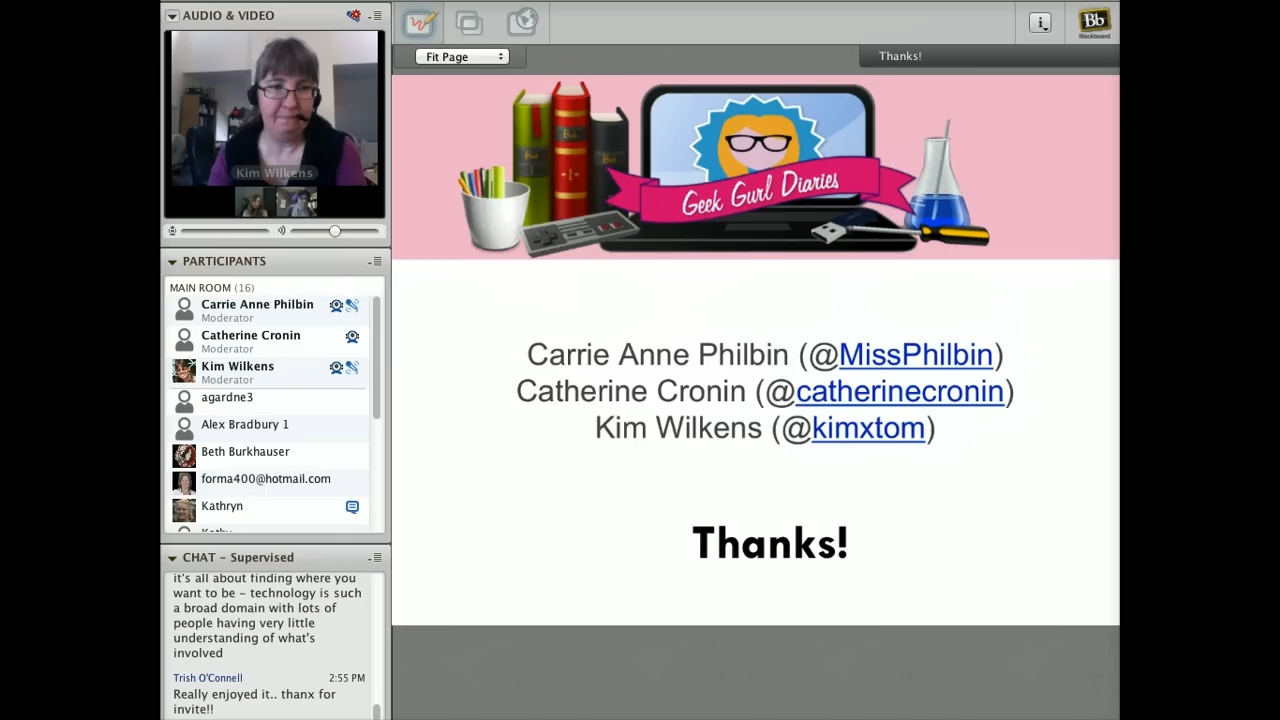 AUDIO & VIDEO
Kim Wilkens
PARTICIPANTS
MAIN ROOM (16)
Carrie Anne Philbin
Moderator
Catherine Cronin
Moderator
Kim Wilkens
Moderator
agardne3
Alex Bradbury 1
Beth Burkhauser
forma400@hotmail.com
Kathryn
Kathy
CHAT - Supervised
it's all about finding where you
want to be - technology is such
a broad domain with lots of
people having very little
understanding of what's
involved
Trish O'Connell 2:55 PM
Really enjoyed it.. thanx for
invite!!
Bb
Blackboard
Fit Page
Thanks!
Geek Gurl Diaries
Carrie Anne Philbin (@MissPhilbin)
Catherine Cronin (@catherinecronin)
Kim Wilkens (@kimxtom)
Thanks!